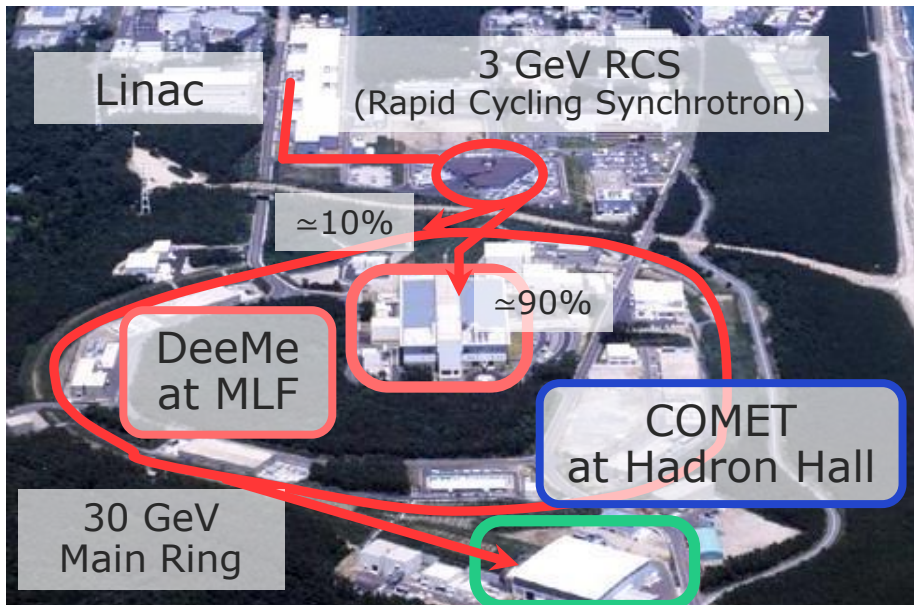 Linac
3 GeV RCS
(Rapid Cycling Synchrotron)
≃10%
≃90%
DeeMe
at MLF
COMET
at Hadron Hall
30 GeV
Main Ring